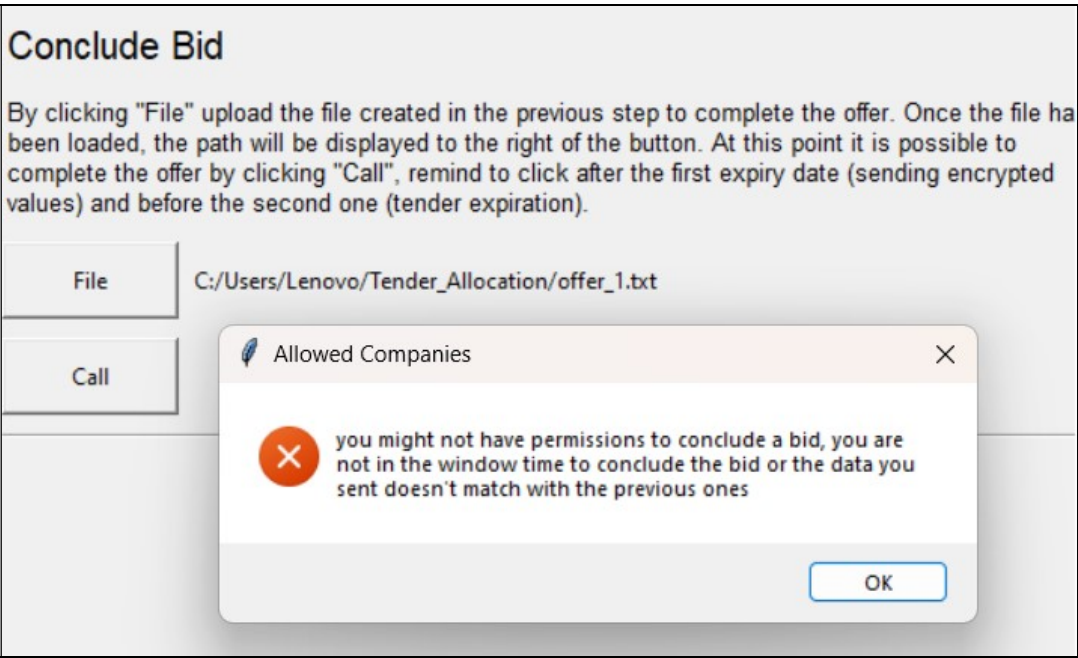 Conclude Bid
By clicking "File" upload the file created in the previous step to complete the offer. Once the file ha
been loaded, the path will be displayed to the right of the button. At this point it is possible to
complete the offer by clicking "Call", remind to click after the first expiry date (sending encrypted
values) and before the second one (tender expiration).
File
C:/Users/Lenovo/Tender_Allocation/offer_1.txt
Call
Allowed Companies
you might not have permissions to conclude a bid, you are
not in the window time to conclude the bid or the data you
sent doesn't match with the previous ones
OK